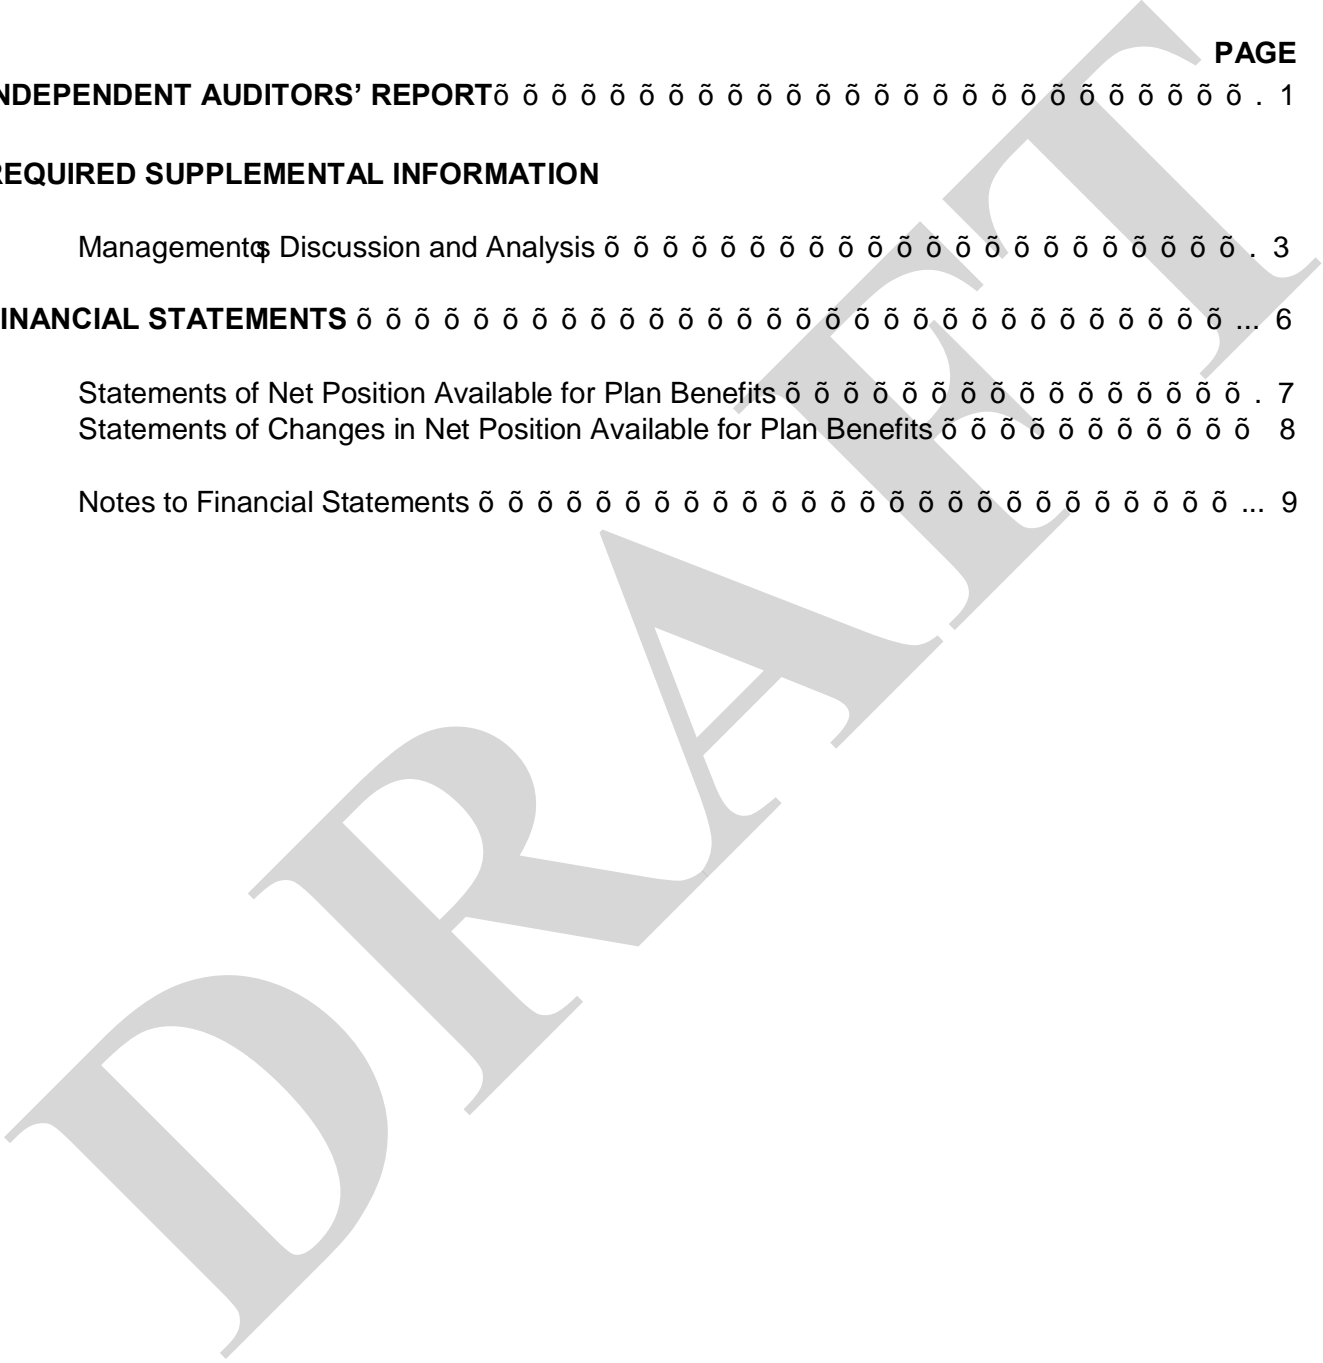 PAGE
NDEPENDENT AUDITORS’ REPORTõ õ õ õ õ õ õ õ õ õ õ õ õ õ õ õ õ õ õ õ õ õ õ õ õ õ . 1
REQUIRED SUPPLEMENTAL INFORMATION
Managementqs Discussion and Analysis õ õ õ õ õ õ õ õ õ õ õ õ õ õ õ õ õ õ õ õ õ õ . 3
INANCIAL STATEMENTS õ õ õ õ õ õ õ õ õ õ õ õ õ õ õ õ õ õ õ õ õ õ õ õ õ õ õ õ õ õ ... 6
Statements of Net Position Available for Plan Benefits õ õ õ õ õ õ õ õ õ õ õ õ õ õ õ õ . 7
Statements of Changes in Net Position Available for Plan Benefits õ õ õ õ õ õ õ õ õ õ õ 8
Notes to Financial Statements õ õ õ õ õ õ õ õ õ õ õ õ õ õ õ õ õ õ õ õ õ õ õ õ õ õ ... 9
DRAFT